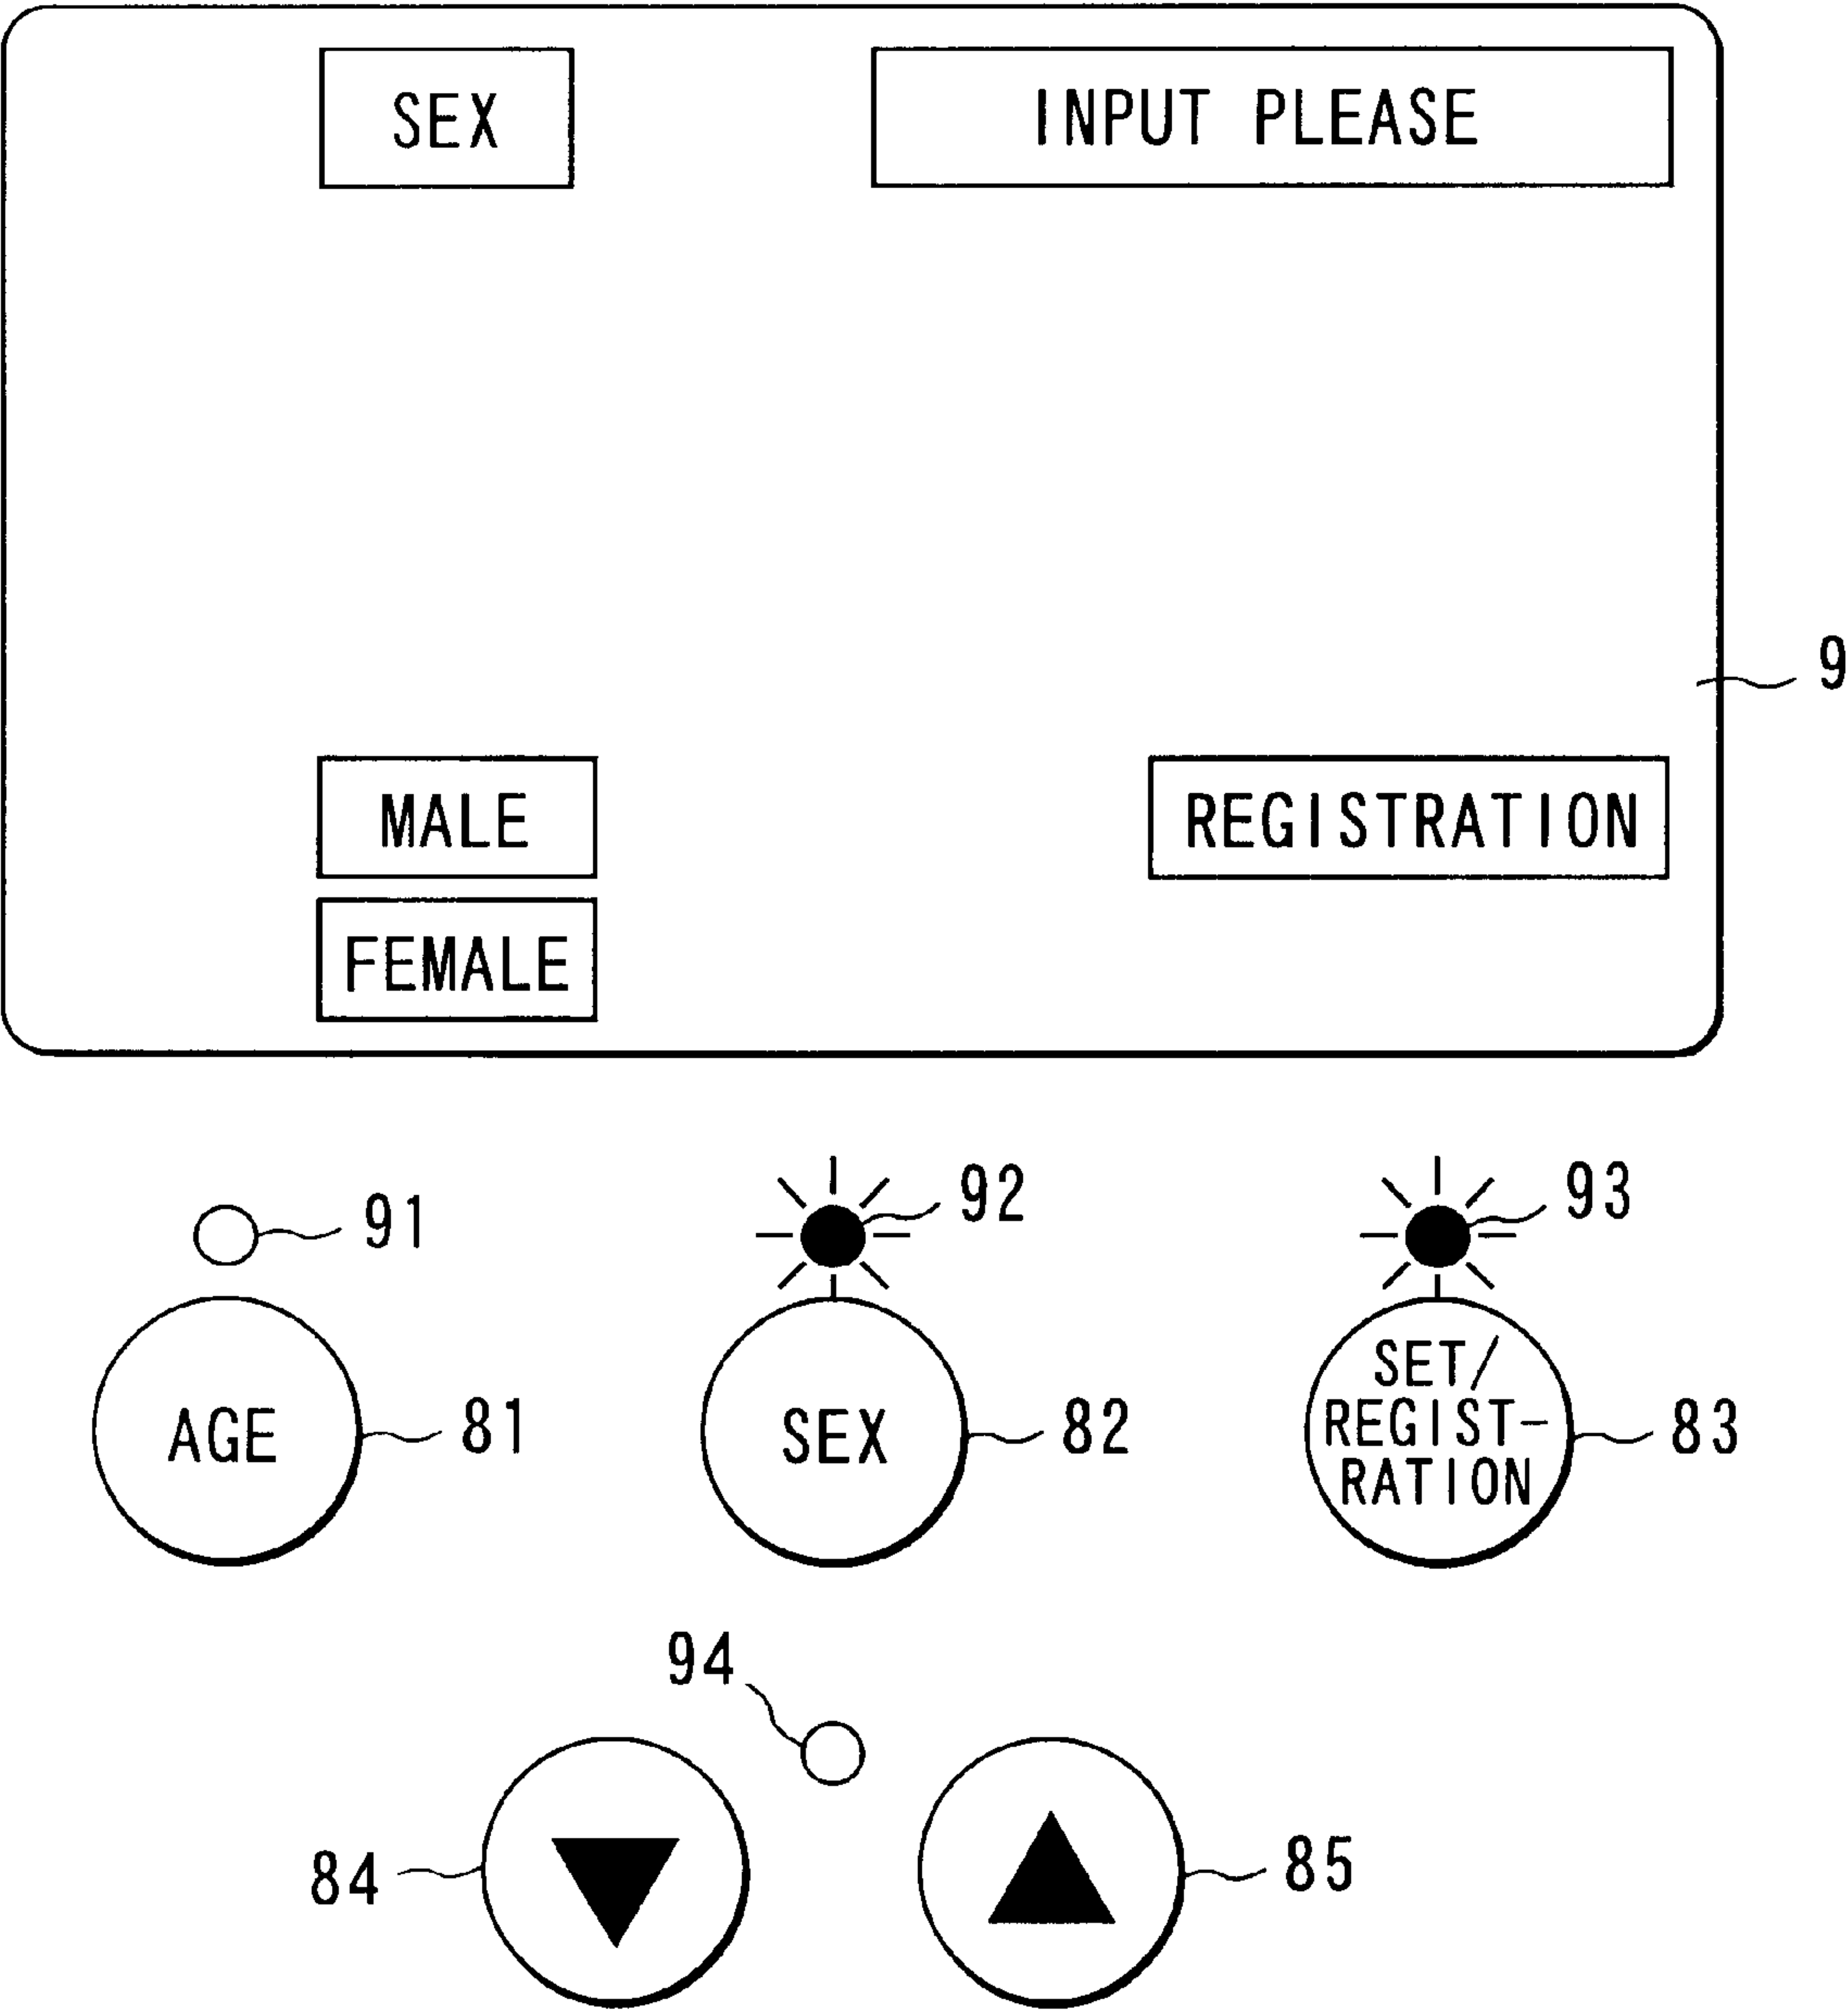 SEX
INPUT PLEASE
9
MALE
REGISTRATION
FEMALE
91
92
93
AGE
81
SEX
82
SET/
REGIST-
RATION
83
94
84
85